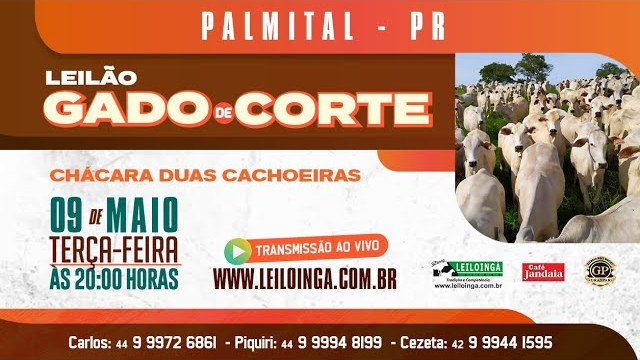 PALMITAL - PR
LEILÃO
GADO DE CORTE
CHÁCARA DUAS CACHOEIRAS
09 DE MAIO
TERÇA-FEIRA
ÀS 20:00 HORAS
TRANSMISSÃO AO VIVO
WWW.LEILOINGA.COM.BR
LEILOINGA
Tradição e Competência
www.leiloinga.com.br
Café
Jandaia
GP
Carlos: 44 9 9972 6861 - Piquiri: 44 9 9994 8199 - Cezeta: 42 9 9944 1595